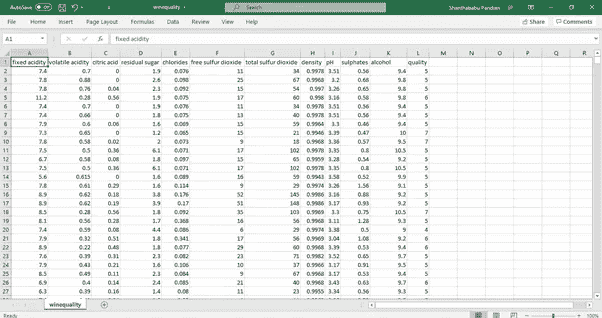 AutoSave Off winequality Search Shanthababu Pandian
File Home Insert Page Layout Formulas Data Review View Help Share Comments
A1 fx fixed acidity
A B C D E F G H I J K L M N O P Q R
1 fixed acidity volatile acidity citric acid residual sugar chlorides free sulfur dioxide total sulfur dioxide density pH sulphates alcohol quality
2 7.4 0.7 0 1.9 0.076 11 34 0.9978 3.51 0.56 9.4 5
3 7.8 0.88 0 2.6 0.098 25 67 0.9968 3.2 0.68 9.8 5
4 7.8 0.76 0.04 2.3 0.092 15 54 0.997 3.26 0.65 9.8 5
5 11.2 0.28 0.56 1.9 0.075 17 60 0.998 3.16 0.58 9.8 6
6 7.4 0.7 0 1.9 0.076 11 34 0.9978 3.51 0.56 9.4 5
7 7.4 0.66 0 1.8 0.075 13 40 0.9978 3.51 0.56 9.4 5
8 7.9 0.6 0.06 1.6 0.069 15 59 0.9964 3.3 0.46 9.4 5
9 7.3 0.65 0 1.2 0.065 15 21 0.9946 3.39 0.47 10 7
10 7.8 0.58 0.02 2 0.073 9 18 0.9968 3.36 0.57 9.5 7
11 7.5 0.5 0.36 6.1 0.071 17 102 0.9978 3.35 0.8 10.5 5
12 6.7 0.58 0.08 1.8 0.097 15 65 0.9959 3.28 0.54 9.2 5
13 7.5 0.5 0.36 6.1 0.071 17 102 0.9978 3.35 0.8 10.5 5
14 5.6 0.615 0 1.6 0.089 16 59 0.9943 3.58 0.52 9.9 5
15 7.8 0.61 0.29 1.6 0.114 9 29 0.9974 3.26 1.56 9.1 5
16 8.9 0.62 0.18 3.8 0.176 52 145 0.9986 3.16 0.88 9.2 5
17 8.9 0.62 0.19 3.9 0.17 51 148 0.9986 3.17 0.93 9.2 5
18 8.5 0.28 0.56 1.8 0.092 35 103 0.9969 3.3 0.75 10.5 7
19 8.1 0.56 0.28 1.7 0.368 16 56 0.9968 3.11 1.28 9.3 5
20 7.4 0.59 0.08 4.4 0.086 6 29 0.9974 3.38 0.5 9 4
21 7.9 0.32 0.51 1.8 0.341 17 56 0.9969 3.04 1.08 9.2 6
22 8.9 0.22 0.48 1.8 0.077 29 60 0.9968 3.39 0.53 9.4 6
23 7.6 0.39 0.31 2.3 0.082 23 71 0.9982 3.52 0.65 9.7 5
24 7.9 0.43 0.21 1.6 0.106 10 37 0.9966 3.17 0.91 9.5 5
25 8.5 0.49 0.11 2.3 0.084 9 67 0.9968 3.17 0.53 9.4 5
26 6.9 0.4 0.14 2.4 0.085 21 40 0.9968 3.43 0.63 9.7 6
27 6.3 0.39 0.16 1.4 0.08 11 23 0.9955 3.34 0.56 9.3 5
winequality
Ready 100%